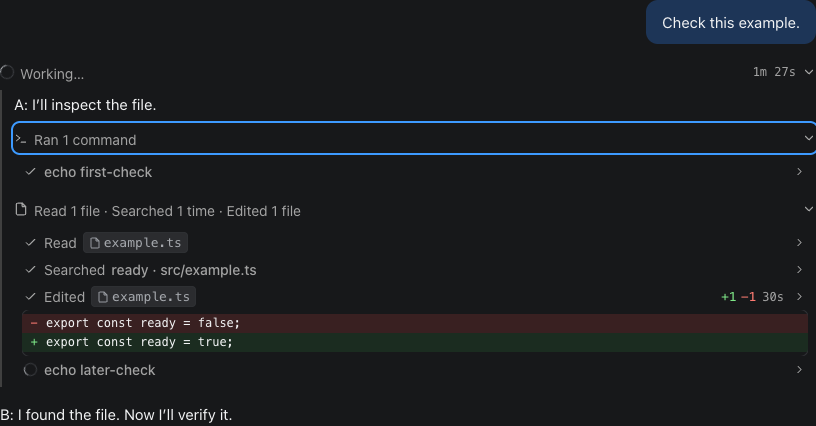 Check this example.
Working... 1m 27s
A: I’ll inspect the file.
Ran 1 command
echo first-check
Read 1 file · Searched 1 time · Edited 1 file
Read example.ts
Searched ready · src/example.ts
Edited example.ts +1 −1 30s
− export const ready = false;
+ export const ready = true;
echo later-check
B: I found the file. Now I’ll verify it.